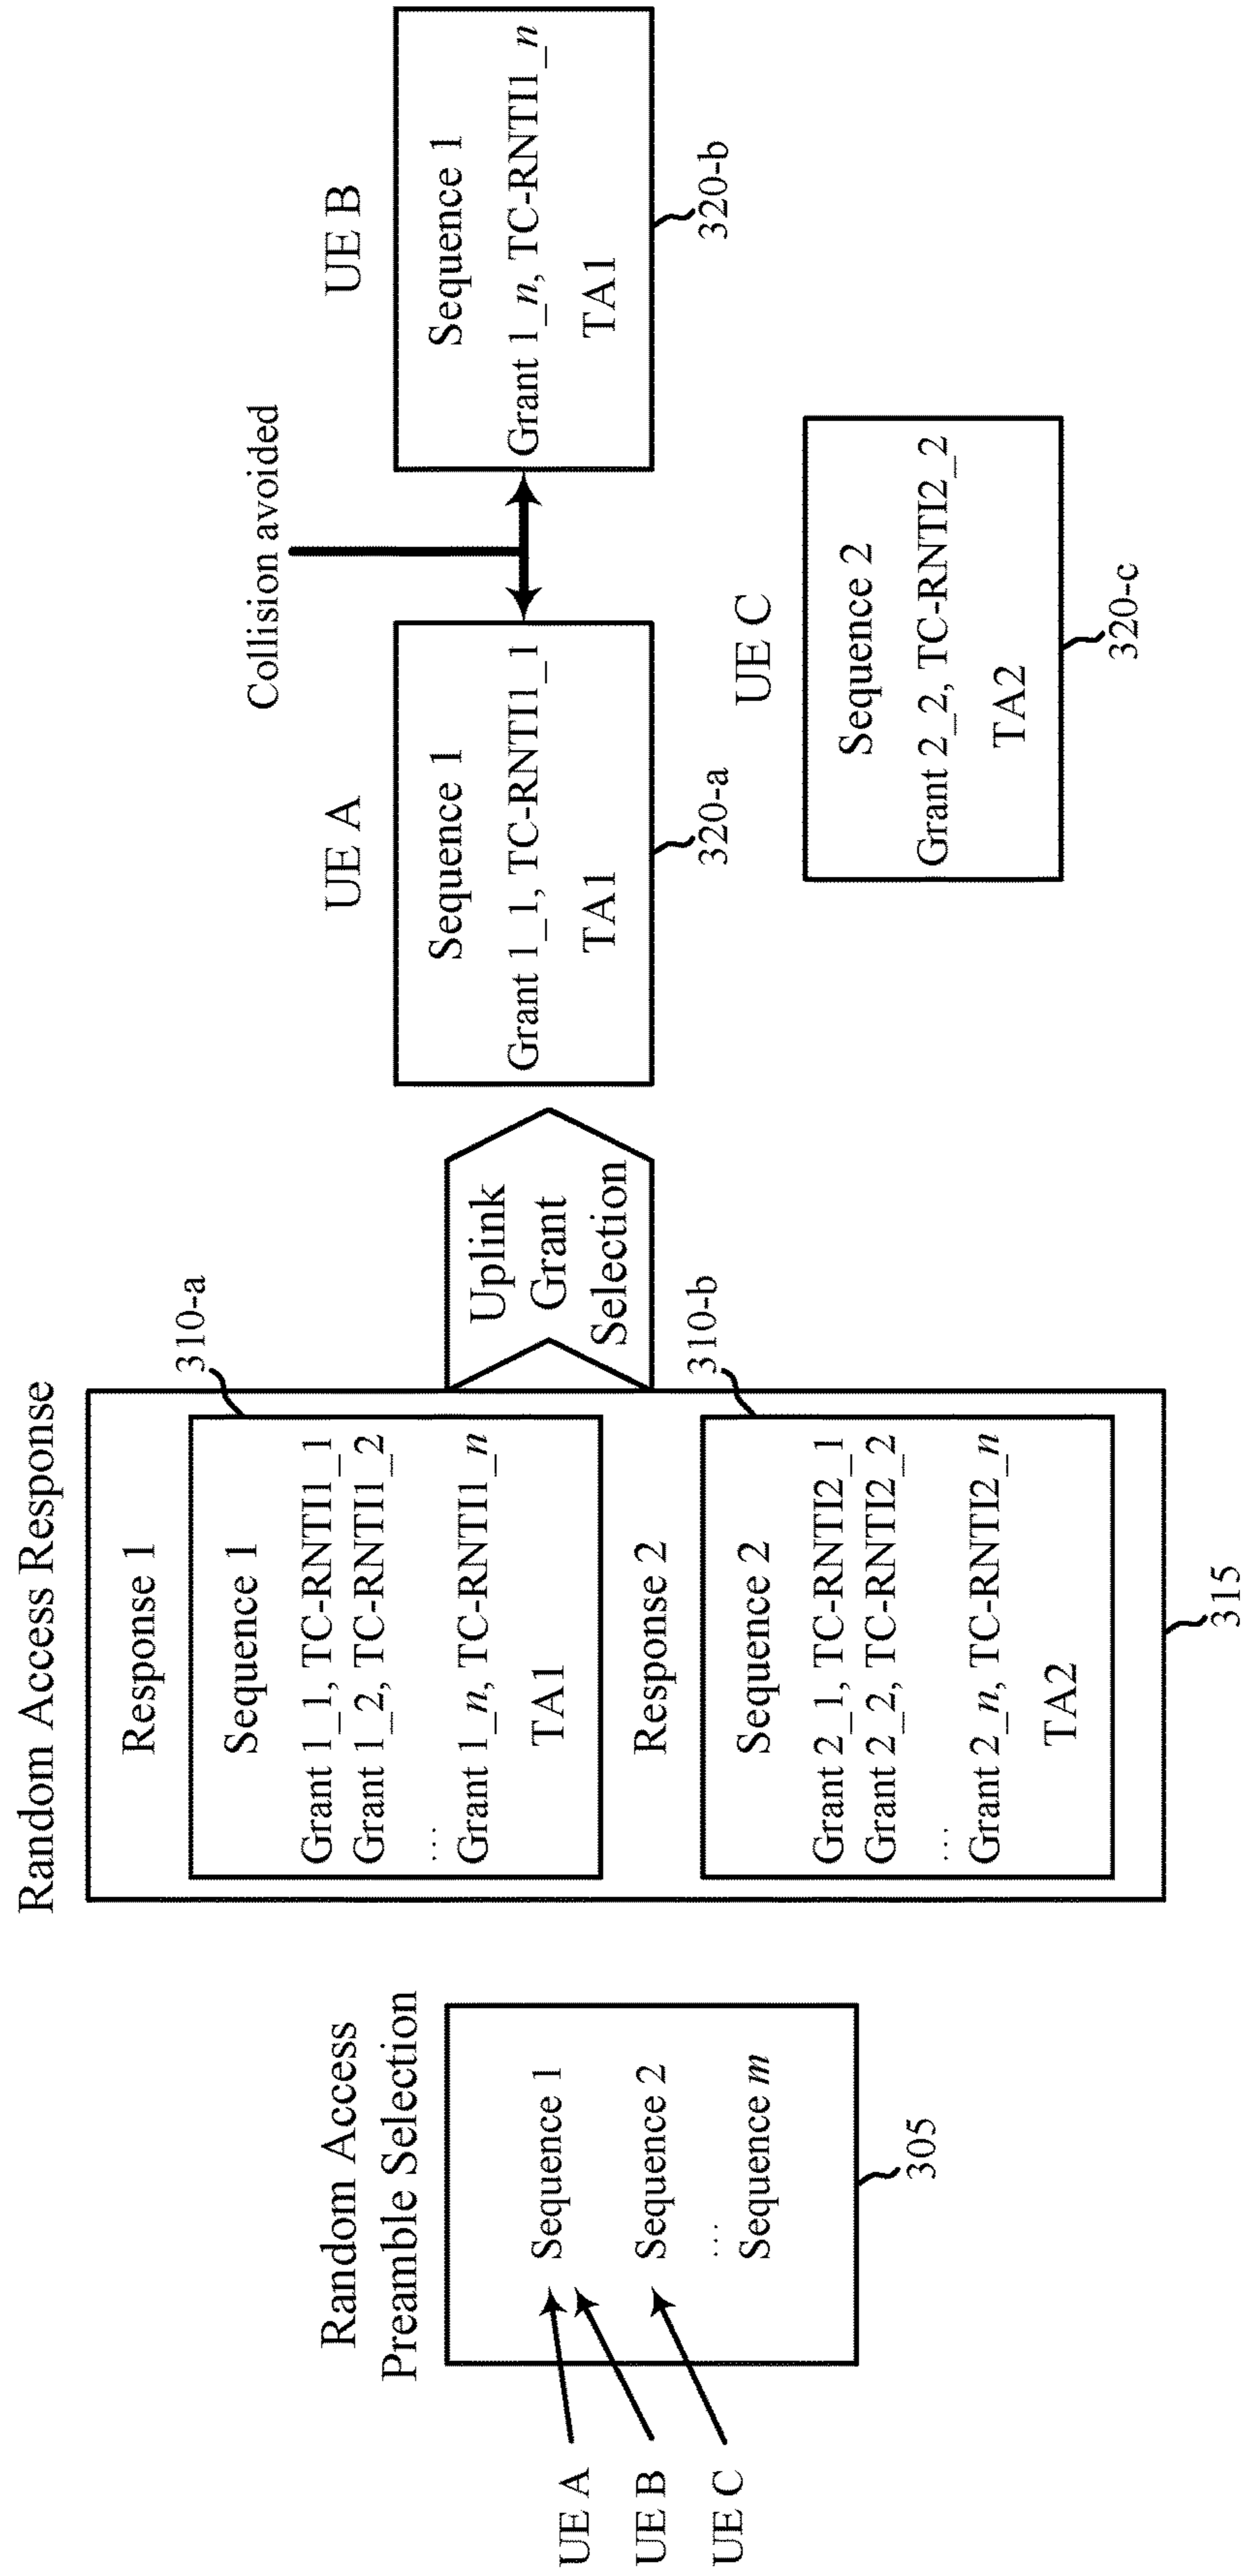 Random Access
Preamble Selection
UE A
UE B
UE C
Sequence 1
Sequence 2
...
Sequence m
305
Random Access Response
Response 1
310-a
Sequence 1
Grant 1_1, TC-RNTI1_1
Grant 1_2, TC-RNTI1_2
...
Grant 1_n, TC-RNTI1_n
TA1
Response 2
310-b
Sequence 2
Grant 2_1, TC-RNTI2_1
Grant 2_2, TC-RNTI2_2
...
Grant 2_n, TC-RNTI2_n
TA2
315
Uplink
Grant
Selection
Collision avoided
UE A
Sequence 1
Grant 1_1, TC-RNTI1_1
TA1
320-a
UE B
Sequence 1
Grant 1_n, TC-RNTI1_n
TA1
320-b
UE C
Sequence 2
Grant 2_2, TC-RNTI2_2
TA2
320-c